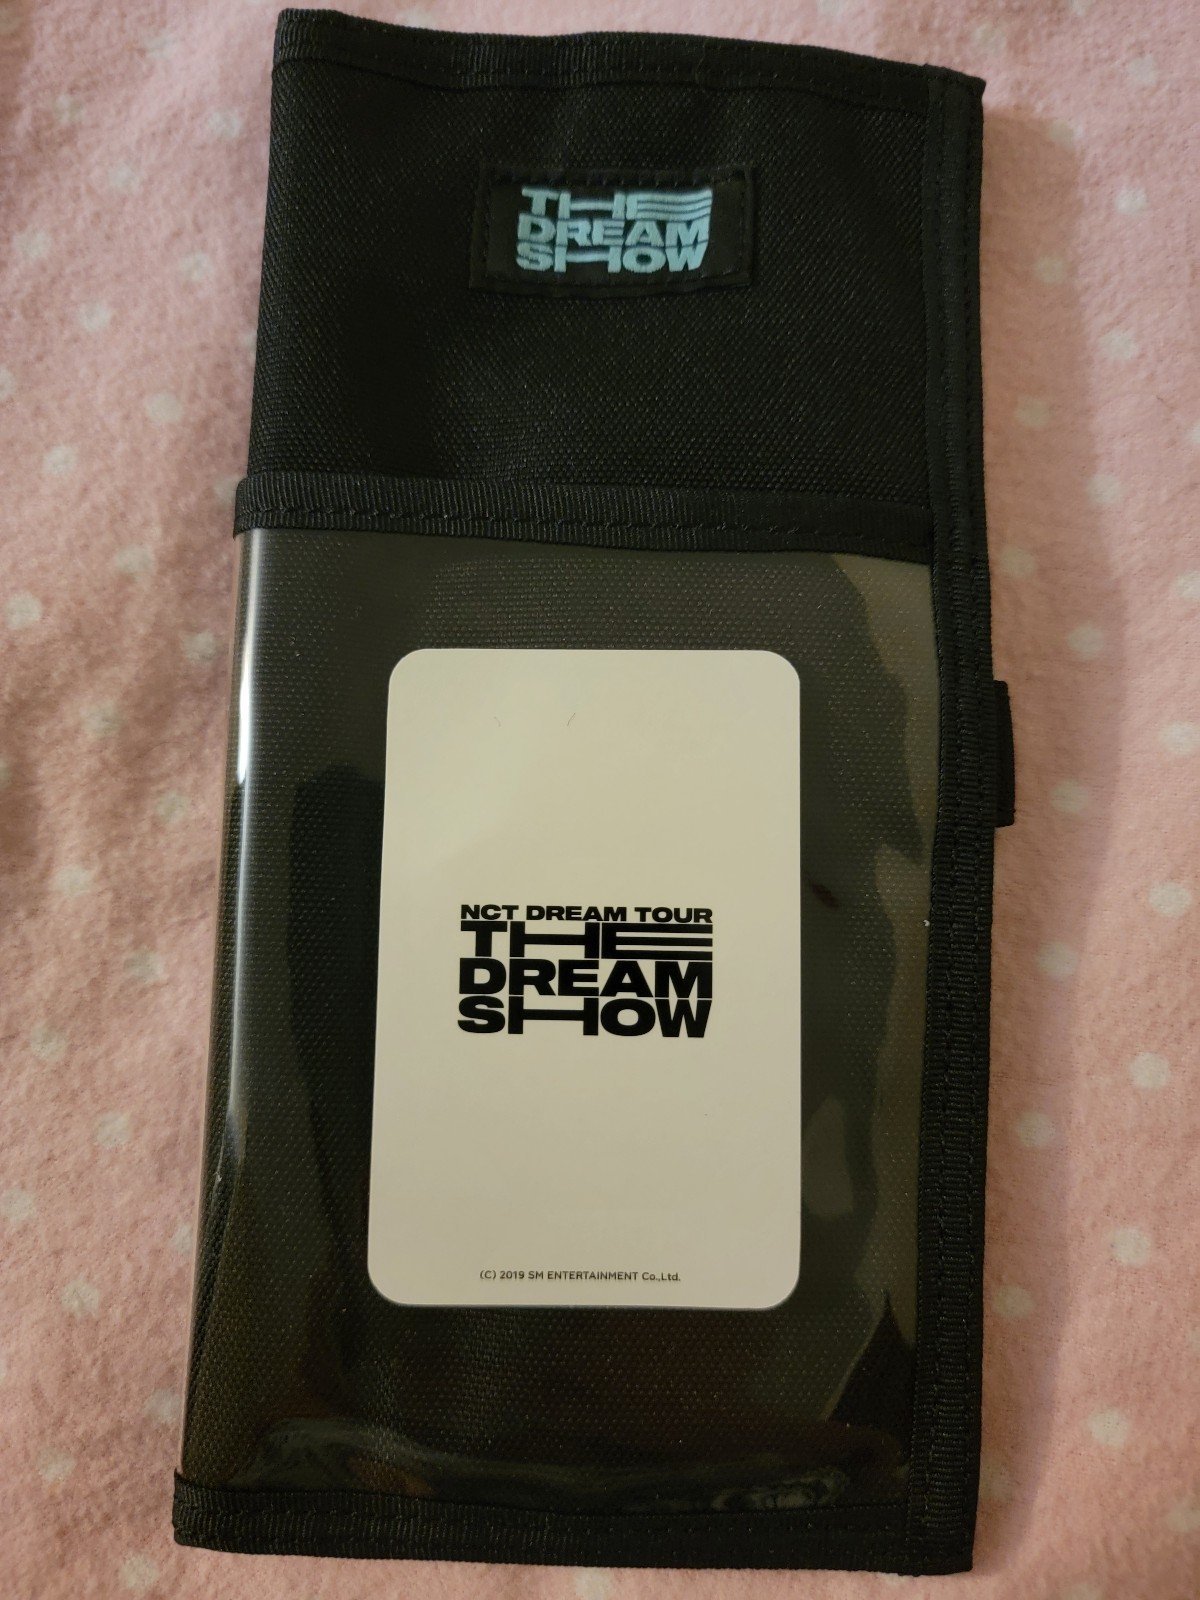 THE
DREAM
SHOW
NCT DREAM TOUR
THE
DREAM
SHOW
(C) 2019 SM ENTERTAINMENT Co.,Ltd.